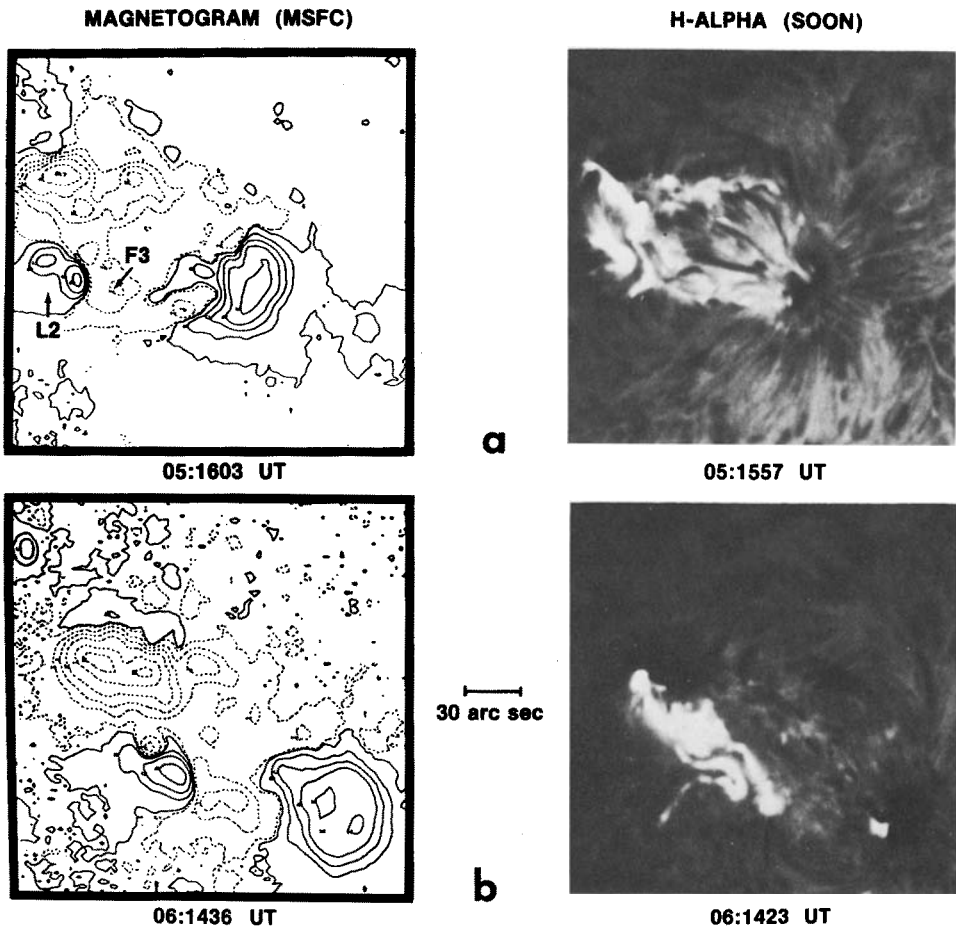 MAGNETOGRAM (MSFC)
H-ALPHA (SOON)
F3
L2
a
05:1603 UT
05:1557 UT
30 arc sec
b
06:1436 UT
06:1423 UT